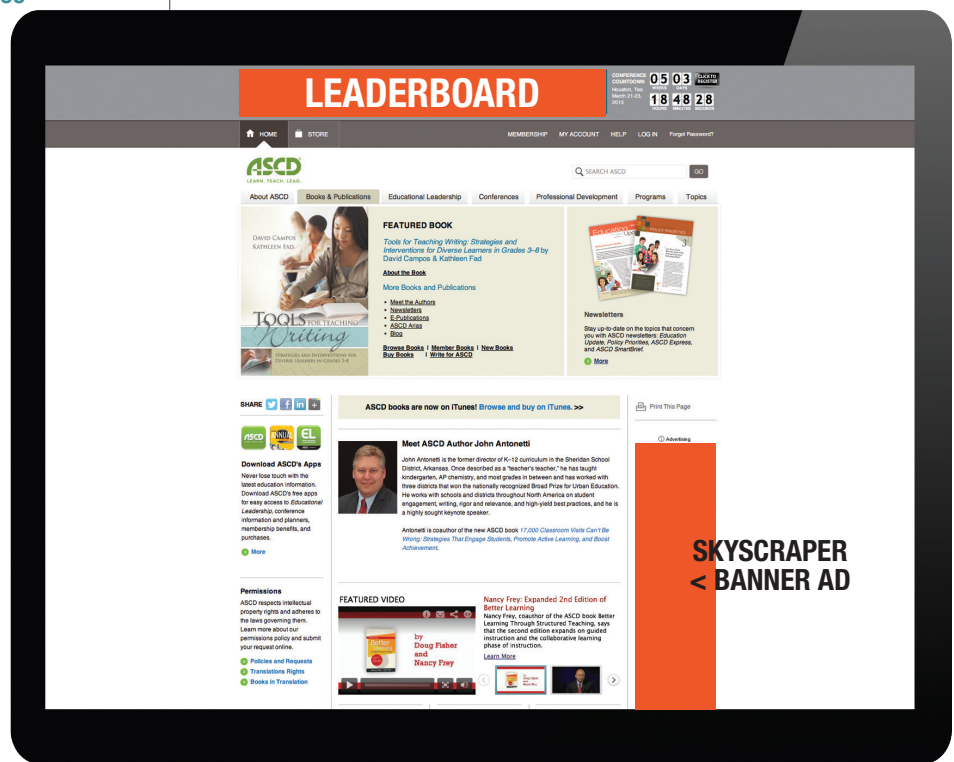 LEADERBOARD
CONFERENCE
COUNTDOWN
Houston, Tex.
March 21-23,
2015
05 03
WEEKS DAYS
CLICK TO
REGISTER
18 48 28
HOURS MINUTES SECONDS
HOME STORE MEMBERSHIP MY ACCOUNT HELP LOG IN Forgot Password?
ASCD
LEARN. TEACH. LEAD.
SEARCH ASCD GO
About ASCD Books & Publications Educational Leadership Conferences Professional Development Programs Topics
DAVID CAMPOS
KATHLEEN FAD
TOOLS FOR TEACHING
Writing
STRATEGIES AND INTERVENTIONS FOR
DIVERSE LEARNERS IN GRADES 3–8
FEATURED BOOK
Tools for Teaching Writing: Strategies and
Interventions for Diverse Learners in Grades 3–8 by
David Campos & Kathleen Fad
About the Book
More Books and Publications
• Meet the Authors
• Newsletters
• E-Publications
• ASCD Arias
• Blog
Browse Books | Member Books | New Books
Buy Books | Write for ASCD
Newsletters
Stay up-to-date on the topics that concern
you with ASCD newsletters: Education
Update, Policy Priorities, ASCD Express,
and ASCD SmartBrief.
More
SHARE
ASCD
EL
Download ASCD's Apps
Never lose touch with the
latest education information.
Download ASCD's free apps
for easy access to Educational
Leadership, conference
information and planners,
membership benefits, and
purchases.
More
Permissions
ASCD respects intellectual
property rights and adheres to
the laws governing them.
Learn more about our
permissions policy and submit
your request online.
Policies and Requests
Translations Rights
Books in Translation
ASCD books are now on iTunes! Browse and buy on iTunes. >>
Meet ASCD Author John Antonetti
John Antonetti is the former director of K–12 curriculum in the Sheridan School
District, Arkansas. Once described as a "teacher's teacher," he has taught
kindergarten, AP chemistry, and most grades in between and has worked with
three districts that won the nationally recognized Broad Prize for Urban Education.
He works with schools and districts throughout North America on student
engagement, writing, rigor and relevance, and high-yield best practices, and he is
a highly sought keynote speaker.
Antonetti is coauthor of the new ASCD book 17,000 Classroom Visits Can't Be
Wrong: Strategies That Engage Students, Promote Active Learning, and Boost
Achievement.
FEATURED VIDEO
by
Doug Fisher
and
Nancy Frey
Nancy Frey: Expanded 2nd Edition of
Better Learning
Nancy Frey, coauthor of the ASCD book Better
Learning Through Structured Teaching, says
that the second edition expands on guided
instruction and the collaborative learning
phase of instruction.
Learn More
Print This Page
Advertising
SKYSCRAPER
< BANNER AD